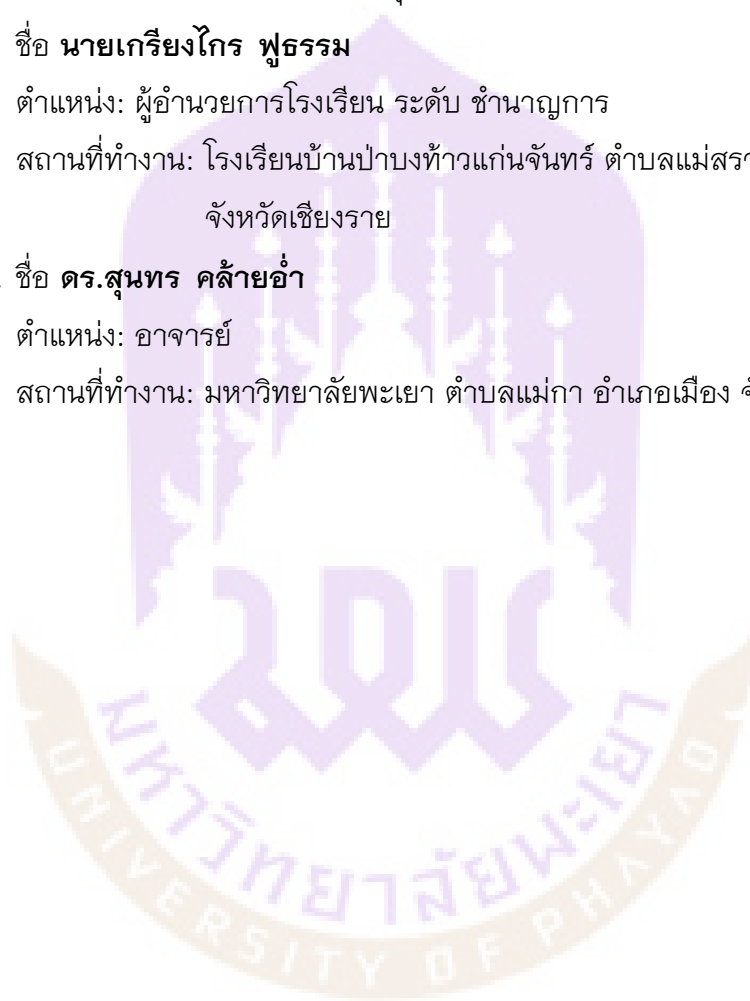 ชื่อ นายเกรียงไกร ฟูธรรม
ตำแหน่ง: ผู้อำนวยการโรงเรียน ระดับ ชำนาญการ
สถานที่ทำงาน: โรงเรียนบ้านป่าบงท้าวแก่นจันทร์ ตำบลแม่สรา
จังหวัดเชียงราย
ชื่อ ดร.สุนทร คล้ายอ่ำ
ตำแหน่ง: อาจารย์
สถานที่ทำงาน: มหาวิทยาลัยพะเยา ตำบลแม่กา อำเภอเมือง
มพย
มหาวิทยาลัยพะเยา
UNIVERSITY OF PHAYAO